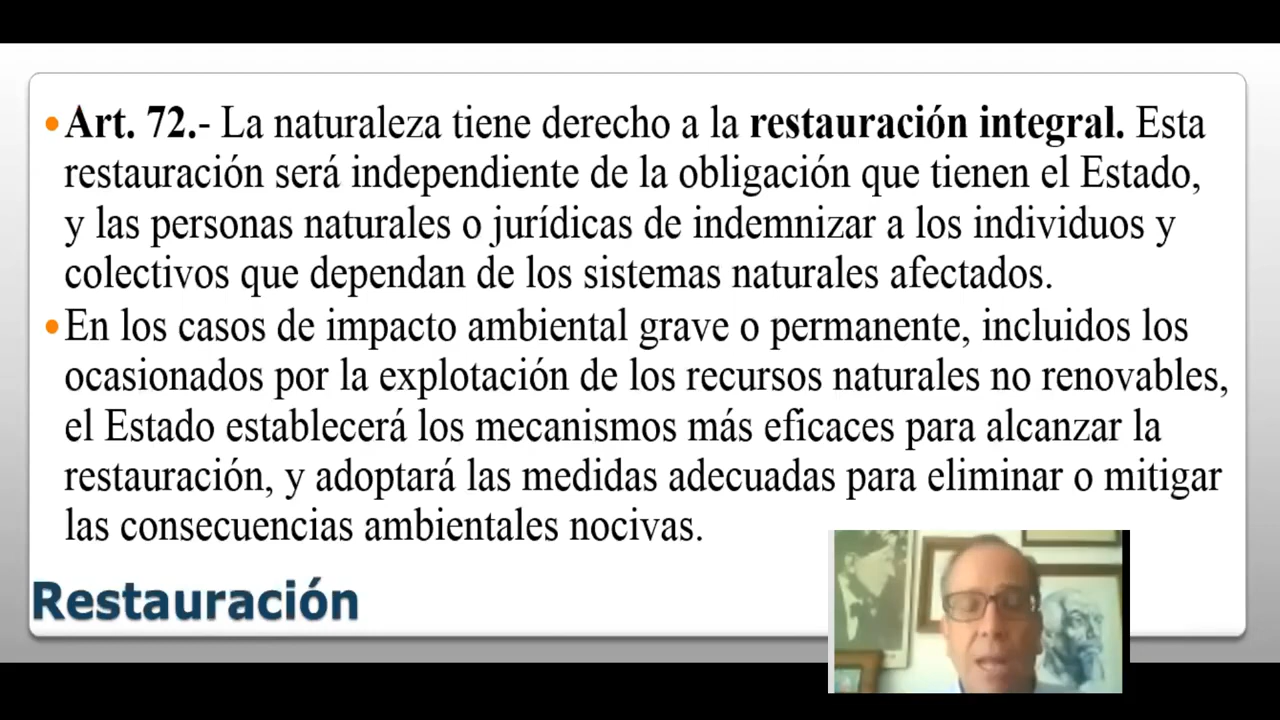 •Art. 72.- La naturaleza tiene derecho a la restauración integral. Esta
restauración será independiente de la obligación que tienen el Estado,
y las personas naturales o jurídicas de indemnizar a los individuos y
colectivos que dependan de los sistemas naturales afectados.
•En los casos de impacto ambiental grave o permanente, incluidos los
ocasionados por la explotación de los recursos naturales no renovables,
el Estado establecerá los mecanismos más eficaces para alcanzar la
restauración, y adoptará las medidas adecuadas para eliminar o mitigar
las consecuencias ambientales nocivas.
Restauración